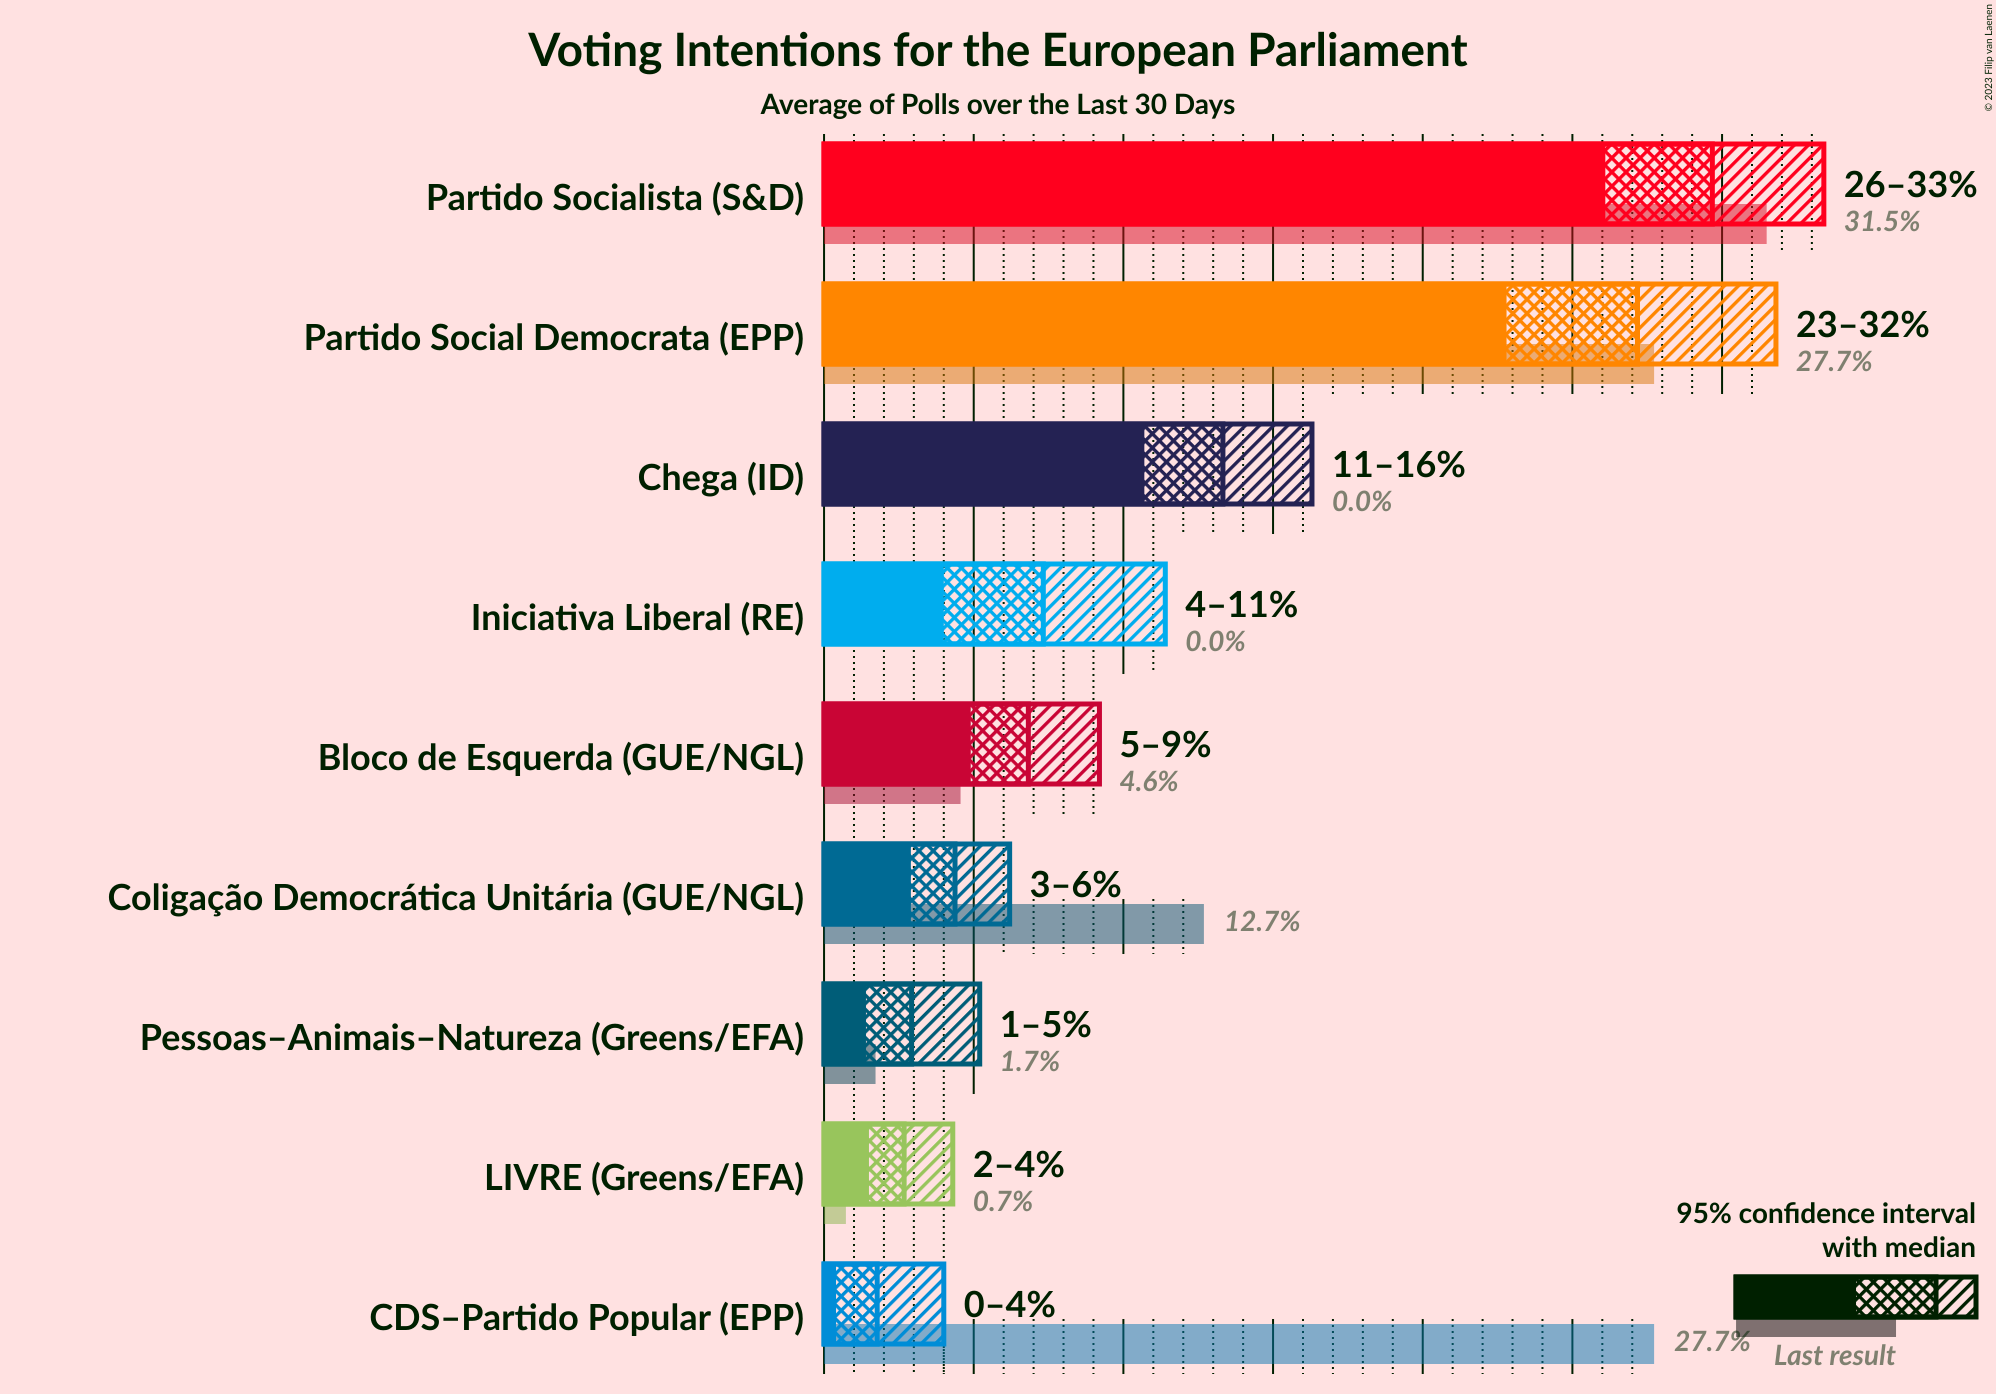 Voting Intentions for the European Parliament
Average of Polls over the Last 30 Days
© 2023 Filip van Laenen
Partido Socialista (S&D)
26–33%
31.5%
Partido Social Democrata (EPP)
23–32%
27.7%
Chega (ID)
11–16%
0.0%
Iniciativa Liberal (RE)
4–11%
0.0%
Bloco de Esquerda (GUE/NGL)
5–9%
4.6%
Coligação Democrática Unitária (GUE/NGL)
3–6%
12.7%
Pessoas–Animais–Natureza (Greens/EFA)
1–5%
1.7%
LIVRE (Greens/EFA)
2–4%
0.7%
CDS–Partido Popular (EPP)
0–4%
27.7%
95% confidence interval
with median
Last result